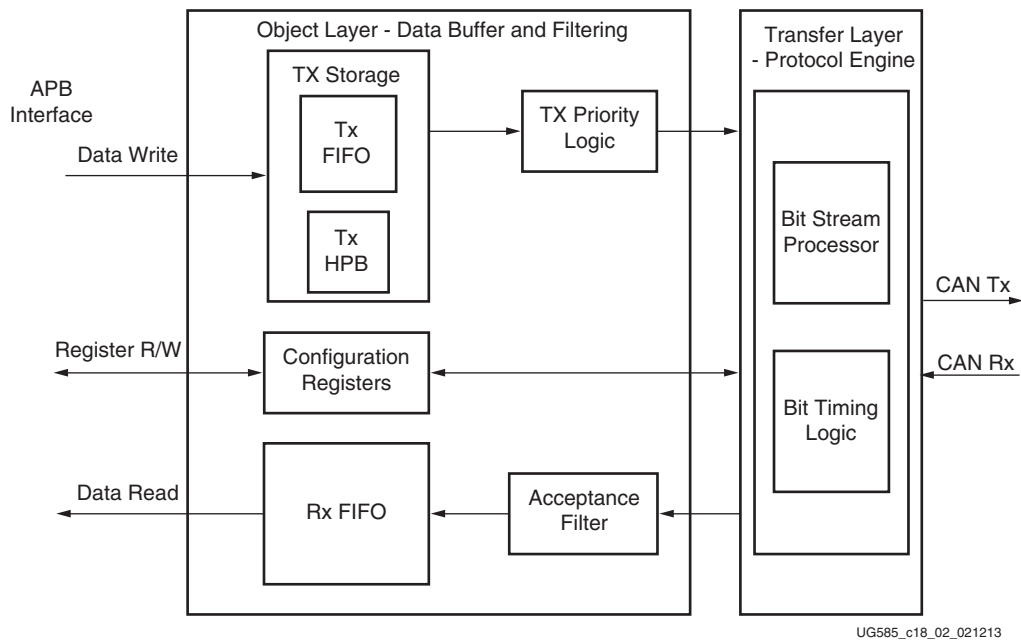 Object Layer - Data Buffer and Filtering
Transfer Layer
- Protocol Engine
APB
Interface
TX Storage
Tx
FIFO
TX Priority
Logic
Data Write
Tx
HPB
Bit Stream
Processor
CAN Tx
Register R/W
Configuration
Registers
CAN Rx
Bit Timing
Logic
Data Read
Rx FIFO
Acceptance
Filter
UG585_c18_02_021213